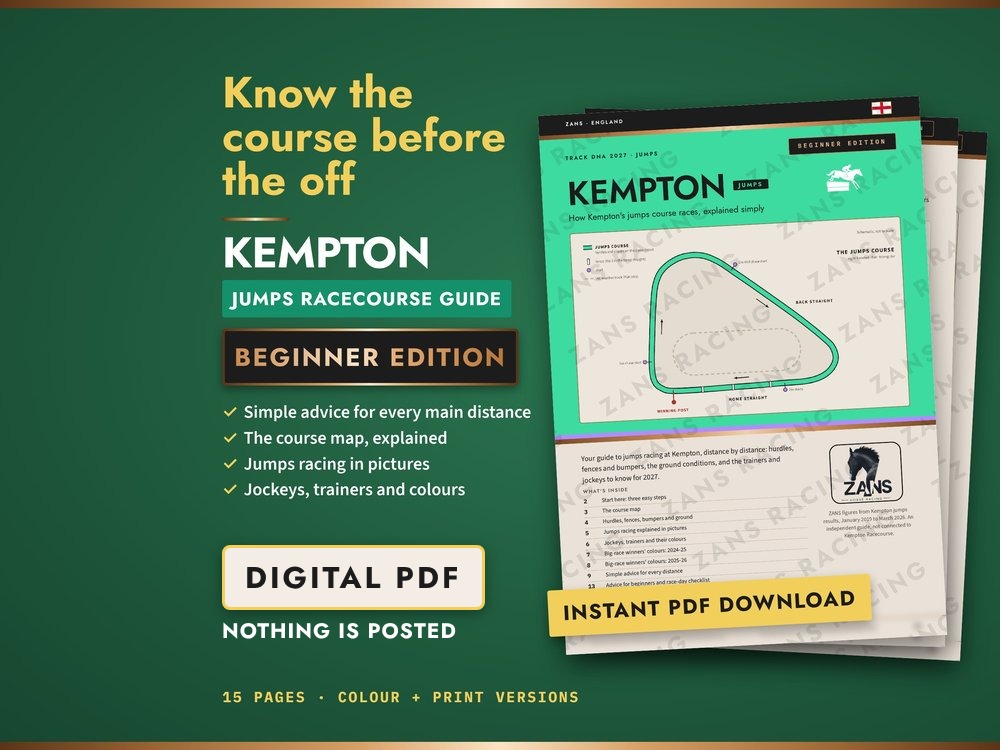 Know the
course before
the off
KEMPTON
JUMPS RACECOURSE GUIDE
BEGINNER EDITION
Simple advice for every main distance
The course map, explained
Jumps racing in pictures
Jockeys, trainers and colours
DIGITAL PDF
NOTHING IS POSTED
15 PAGES · COLOUR + PRINT VERSIONS
ZANS · ENGLAND
BEGINNER EDITION
TRACK DNA 2027 · JUMPS
KEMPTON JUMPS
How Kempton's jumps course races, explained simply
JUMPS COURSE
Schematic, not to scale
THE JUMPS COURSE
BACK STRAIGHT
HOME STRAIGHT
WINNING POST
Your guide to jumps racing at Kempton, distance by distance: hurdles,
fences and bumpers, the ground conditions, and the trainers and
jockeys to know for 2027.
WHAT'S INSIDE
2 Start here: three easy steps
3 The course map
4 Hurdles, fences, bumpers and ground
5 Jumps racing explained in pictures
6 Jockeys, trainers and their colours
7 Big-race winners' colours: 2024-25
8 Big-race winners' colours: 2025-26
9 Simple advice for every distance
13 Advice for beginners and race-day checklist
ZANS
HORSE RACING
ZANS figures from Kempton jumps
results, January 2019 to March 2026. An
independent guide, not connected to
Kempton Racecourse.
INSTANT PDF DOWNLOAD
ZANS RACING